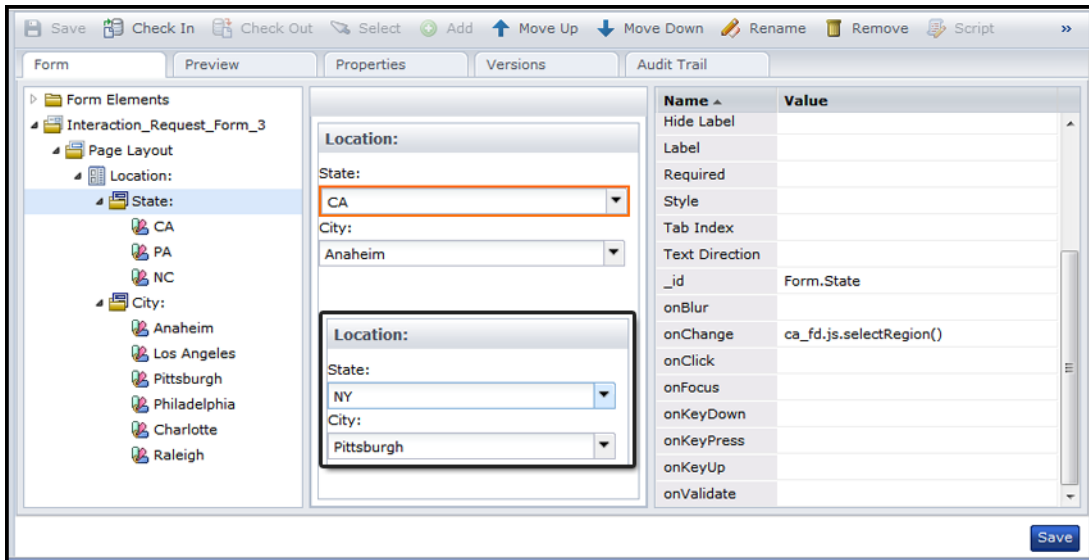 Save Check In Check Out Select Add Move Up Move Down Rename Remove Script »
Form Preview Properties Versions Audit Trail
Form Elements
Interaction_Request_Form_3
Page Layout
Location:
State:
CA
PA
NC
City:
Anaheim
Los Angeles
Pittsburgh
Philadelphia
Charlotte
Raleigh
Location:
State:
CA
City:
Anaheim
Location:
State:
NY
City:
Pittsburgh
Name Value
Hide Label
Label
Required
Style
Tab Index
Text Direction
_id Form.State
onBlur
onChange ca_fd.js.selectRegion()
onClick
onFocus
onKeyDown
onKeyPress
onKeyUp
onValidate
Save